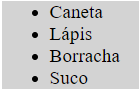 • Caneta
• Lápis
• Borracha
• Suco